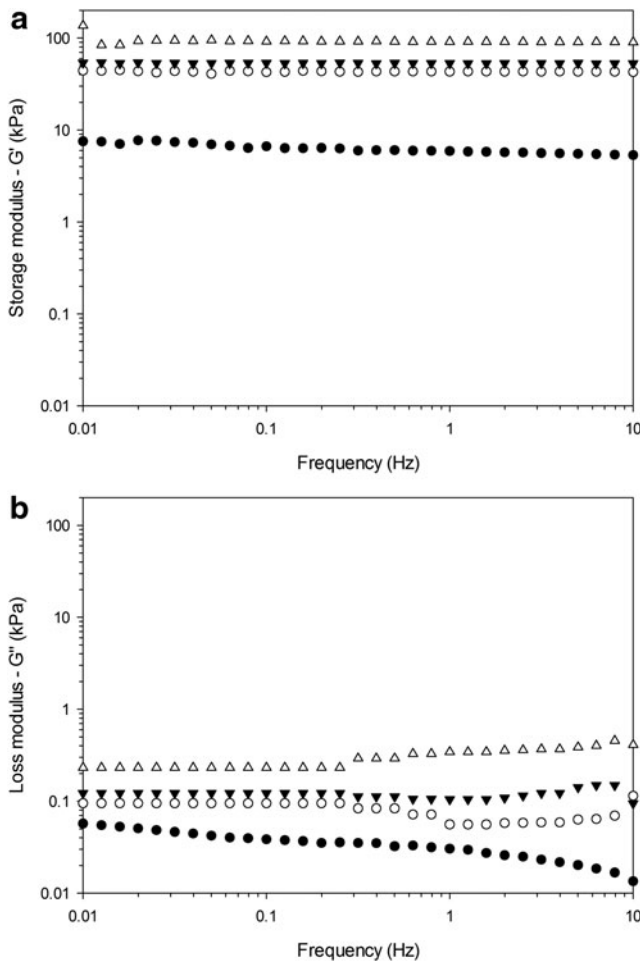 a
100
10
1
0.1
0.01
Storage modulus - G' (kPa)
0.01 0.1 1 10
Frequency (Hz)
b
100
10
1
0.1
0.01
Loss modulus - G" (kPa)
0.01 0.1 1 10
Frequency (Hz)